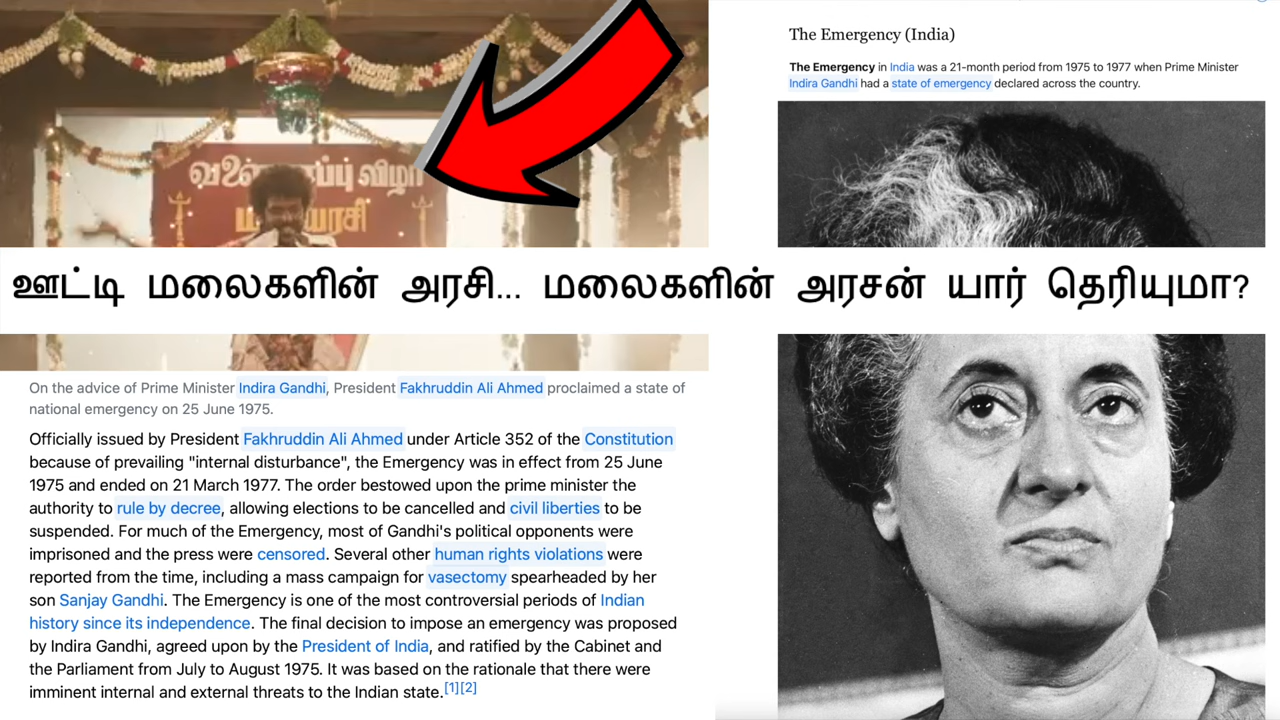 வளைகாப்பு விழா
ஊட்டி மலைகளின் அரசி... மலைகளின் அரசன் யார் தெரியுமா?
On the advice of Prime Minister Indira Gandhi, President Fakhruddin Ali Ahmed proclaimed a state of
national emergency on 25 June 1975.
Officially issued by President Fakhruddin Ali Ahmed under Article 352 of the Constitution
because of prevailing "internal disturbance", the Emergency was in effect from 25 June
1975 and ended on 21 March 1977. The order bestowed upon the prime minister the
authority to rule by decree, allowing elections to be cancelled and civil liberties to be
suspended. For much of the Emergency, most of Gandhi's political opponents were
imprisoned and the press were censored. Several other human rights violations were
reported from the time, including a mass campaign for vasectomy spearheaded by her
son Sanjay Gandhi. The Emergency is one of the most controversial periods of Indian
history since its independence. The final decision to impose an emergency was proposed
by Indira Gandhi, agreed upon by the President of India, and ratified by the Cabinet and
the Parliament from July to August 1975. It was based on the rationale that there were
imminent internal and external threats to the Indian state.[1][2]
The Emergency (India)
The Emergency in India was a 21-month period from 1975 to 1977 when Prime Minister
Indira Gandhi had a state of emergency declared across the country.